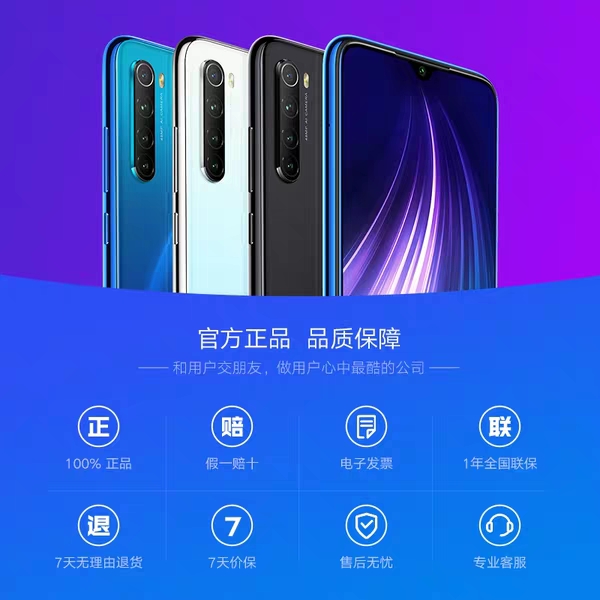 官方正品 品质保障
和用户交朋友，做用户心中最酷的公司
正 赔 联
100% 正品 假一赔十 电子发票 1年全国联保
退 7
7天无理由退货 7天价保 售后无忧 专业客服